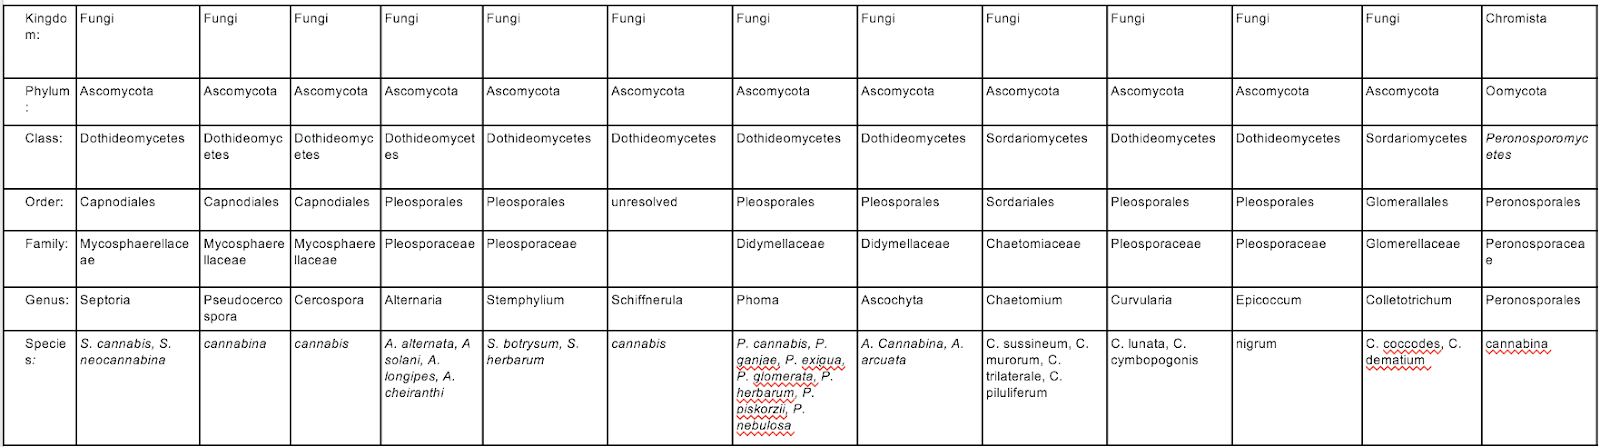 Kingdo Fungi Fungi Fungi Fungi Fungi Fungi Fungi Fungi Fungi Fungi Fungi Fungi Chromista
m:
Phylum Ascomycota Ascomycota Ascomycota Ascomycota Ascomycota Ascomycota Ascomycota Ascomycota Ascomycota Ascomycota Ascomycota Ascomycota Oomycota
:
Class: Dothideomycetes Dothideomyc Dothideomyc Dothideomycet Dothideomycetes Dothideomycetes Dothideomycetes Dothideomycetes Sordariomycetes Dothideomycetes Dothideomycetes Sordariomycetes Peronosporomyc
etes etes es etes
Order: Capnodiales Capnodiales Capnodiales Pleosporales Pleosporales unresolved Pleosporales Pleosporales Sordariales Pleosporales Pleosporales Glomerallales Peronosporales
Family: Mycosphaerellace Mycosphaere Mycosphaere Pleosporaceae Pleosporaceae Didymellaceae Didymellaceae Chaetomiaceae Pleosporaceae Pleosporaceae Glomerellaceae Peronosporacea
ae llaceae llaceae e
Genus: Septoria Pseudocerco Cercospora Alternaria Stemphylium Schiffnerula Phoma Ascochyta Chaetomium Curvularia Epicoccum Colletotrichum Peronosporales
spora
Specie S. cannabis, S. cannabina cannabis A. alternata, A S. botrysum, S. cannabis P. cannabis, P. A. Cannabina, A. C. sussineum, C. C. lunata, C. nigrum C. coccodes, C. cannabina
s: neocannabina solani, A. herbarum ganjae, P. exigua, arcuata murorum, C. cymbopogonis dematium
longipes, A. P. glomerata, P. trilaterale, C.
cheiranthi herbarum, P. piluliferum
piskorzii, P.
nebulosa